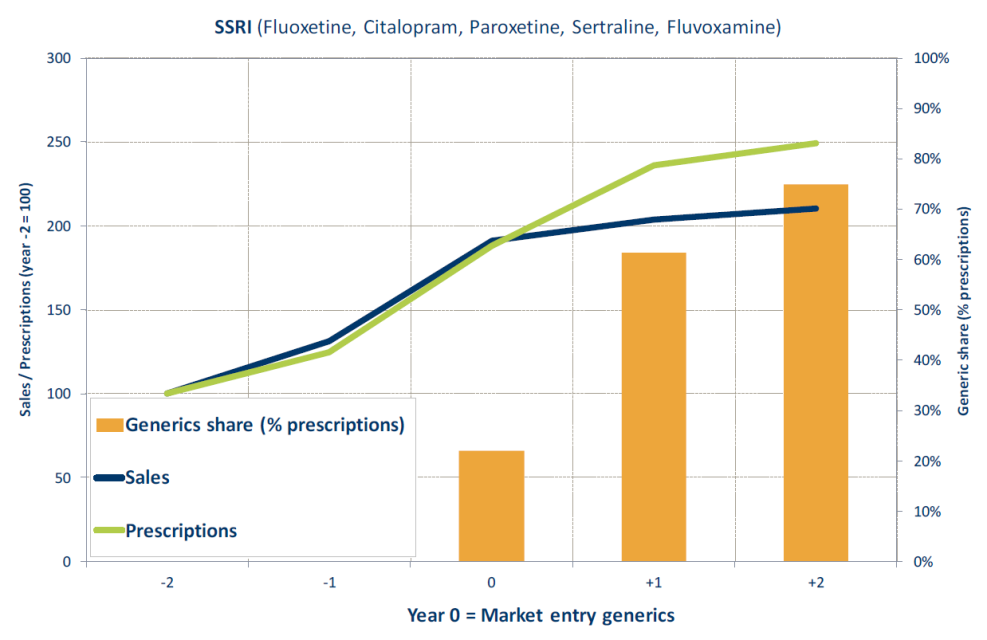 SSRI (Fluoxetine, Citalopram, Paroxetine, Sertraline, Fluvoxamine)
Sales / Prescriptions (year -2 = 100)
300
250
200
150
100
50
0
Generics share (% prescriptions)
Sales
Prescriptions
100%
90%
80%
70%
60%
50%
40%
30%
20%
10%
0%
Generic share (% prescriptions)
-2 -1 0 +1 +2
Year 0 = Market entry generics